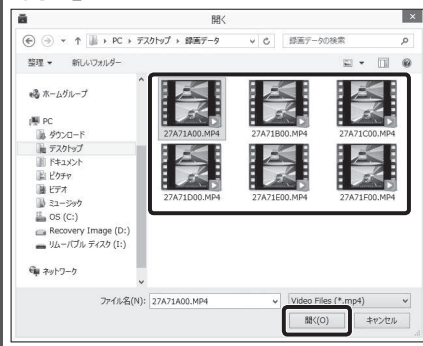 開く
PC ▸ デスクトップ ▸ 録画データ
録画データの検索
整理 ▼ 新しいフォルダー
ホームグループ
PC
ダウンロード
デスクトップ
ドキュメント
ピクチャ
ビデオ
ミュージック
OS (C:)
Recovery Image (D:)
リムーバブル ディスク (I:)
ネットワーク
27A71A00.MP4 27A71B00.MP4 27A71C00.MP4
27A71D00.MP4 27A71E00.MP4 27A71F00.MP4
ファイル名(N): 27A71A00.MP4 Video Files (*.mp4)
開く(O) キャンセル